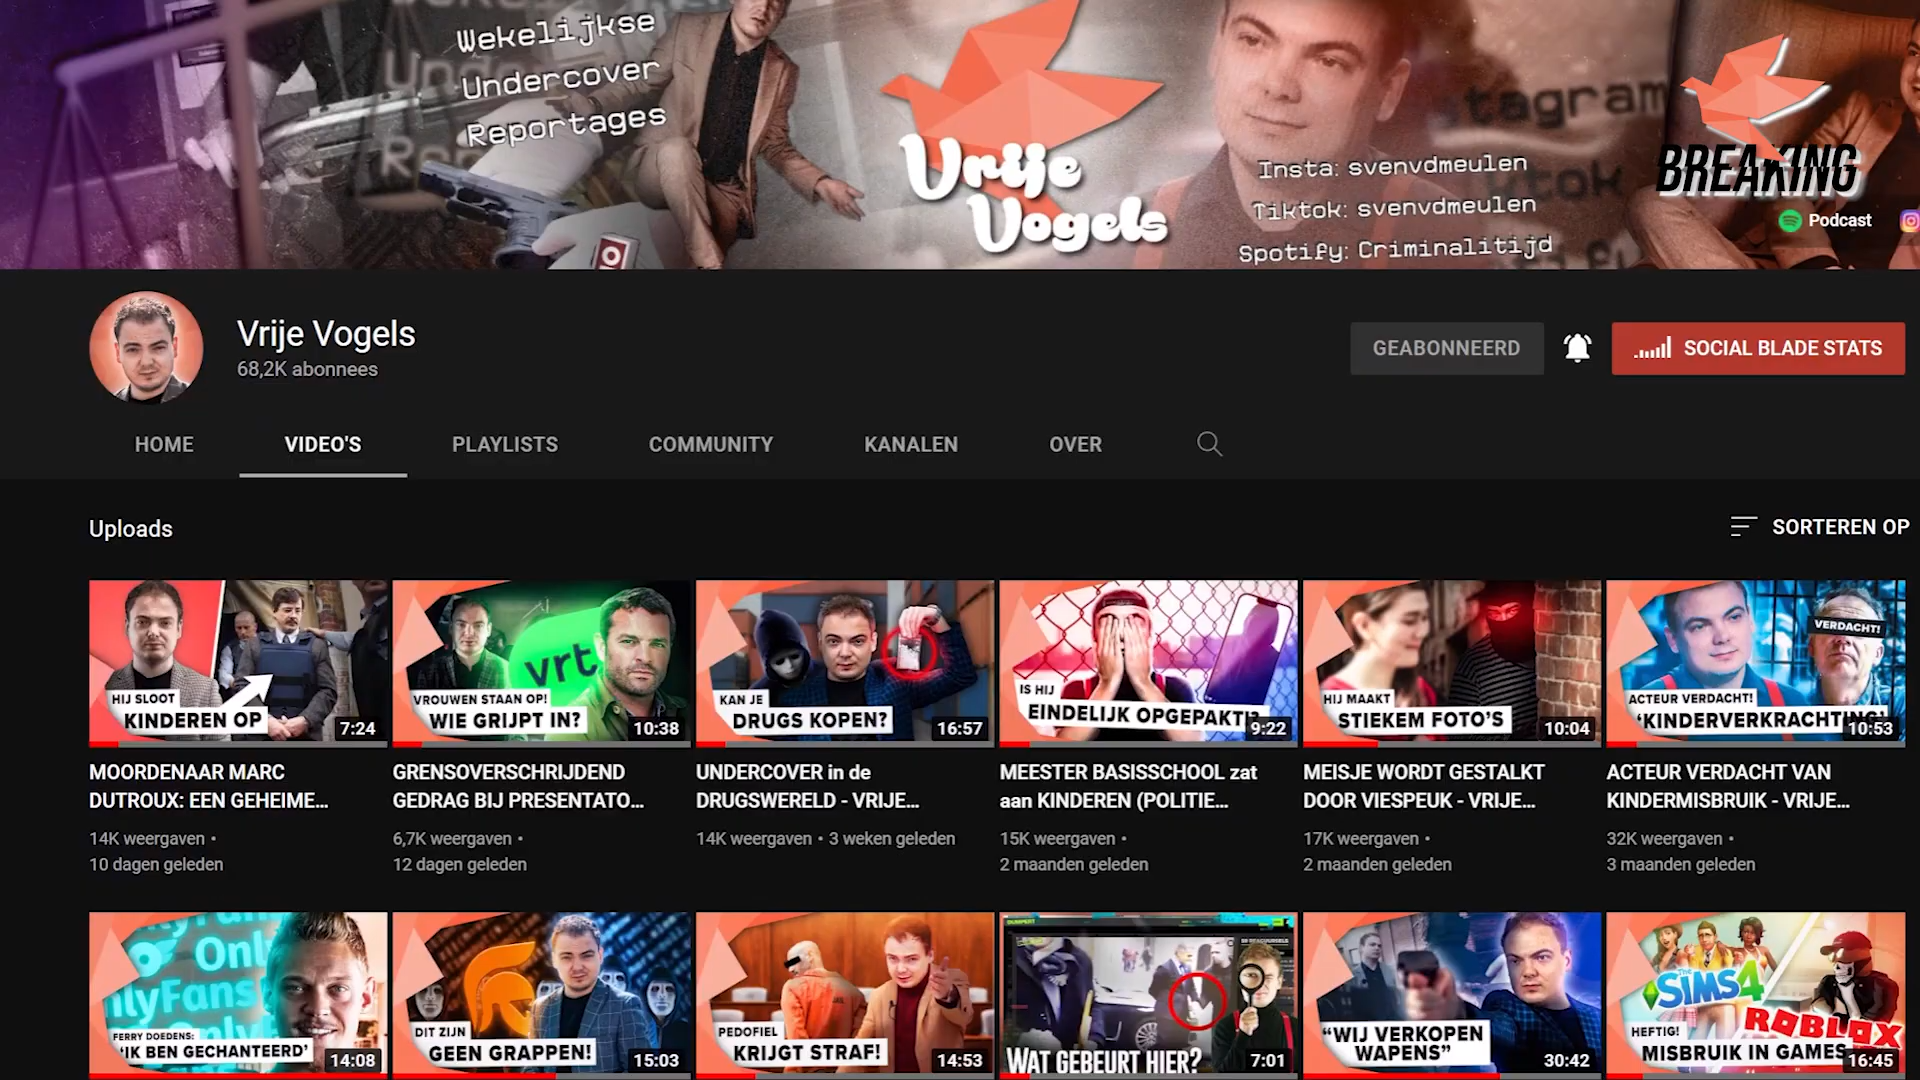 Wekelijkse
Undercover
Reportages
Vrije
Vogels
Insta: svenvdmeulen
Tiktok: svenvdmeulen
Spotify: Criminalitijd
BREAKING
Podcast
Vrije Vogels
68,2K abonnees
GEABONNEERD
SOCIAL BLADE STATS
HOME
VIDEO'S
PLAYLISTS
COMMUNITY
KANALEN
OVER
Uploads
SORTEREN OP
HIJ SLOOT
KINDEREN OP
7:24
vrt
VROUWEN STAAN OP!
WIE GRIJPT IN?
10:38
KAN JE
DRUGS KOPEN?
16:57
IS HIJ
EINDELIJK OPGEPAKT!?
9:22
HIJ MAAKT
STIEKEM FOTO'S
10:04
VERDACHT!
ACTEUR VERDACHT!
'KINDERVERKRACHTING'
10:53
MOORDENAAR MARC
DUTROUX: EEN GEHEIME...
14K weergaven •
10 dagen geleden
GRENSOVERSCHRIJDEND
GEDRAG BIJ PRESENTATO...
6,7K weergaven •
12 dagen geleden
UNDERCOVER in de
DRUGSWERELD - VRIJE...
14K weergaven • 3 weken geleden
MEESTER BASISSCHOOL zat
aan KINDEREN (POLITIE...
15K weergaven •
2 maanden geleden
MEISJE WORDT GESTALKT
DOOR VIESPEUK - VRIJE...
17K weergaven •
2 maanden geleden
ACTEUR VERDACHT VAN
KINDERMISBRUIK - VRIJE...
32K weergaven •
3 maanden geleden
Onl
nlyFans
FERRY DOEDENS:
'IK BEN GECHANTEERD'
14:08
DIT ZIJN
GEEN GRAPPEN!
15:03
PEDOFIEL
KRIJGT STRAF!
14:53
DUMPERT
WAT GEBEURT HIER?
7:01
"WIJ VERKOPEN
WAPENS"
30:42
THE
SIMS 4
ROBLOX
HEFTIG!
MISBRUIK IN GAMES
16:45